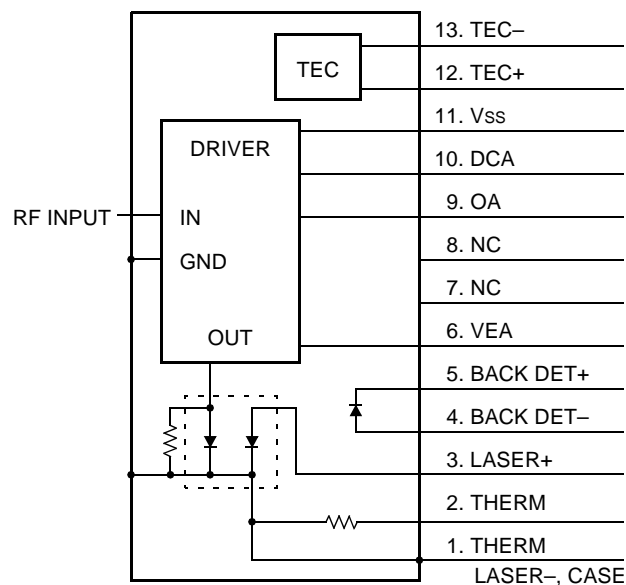 13. TEC–
TEC
12. TEC+
11. Vss
DRIVER
10. DCA
9. OA
RF INPUT
IN
8. NC
GND
7. NC
OUT
6. VEA
5. BACK DET+
4. BACK DET–
3. LASER+
2. THERM
1. THERM
LASER–, CASE